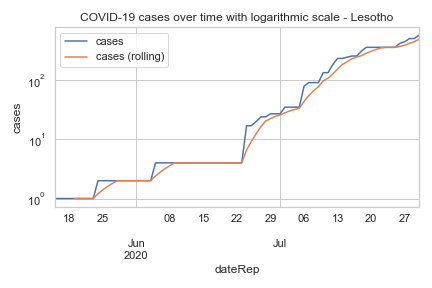 COVID-19 cases over time with logarithmic scale - Lesotho
cases
cases (rolling)
cases
10²
10¹
10⁰
18 25 08 15 22 29 06 13 20 27
Jun Jul
2020
dateRep